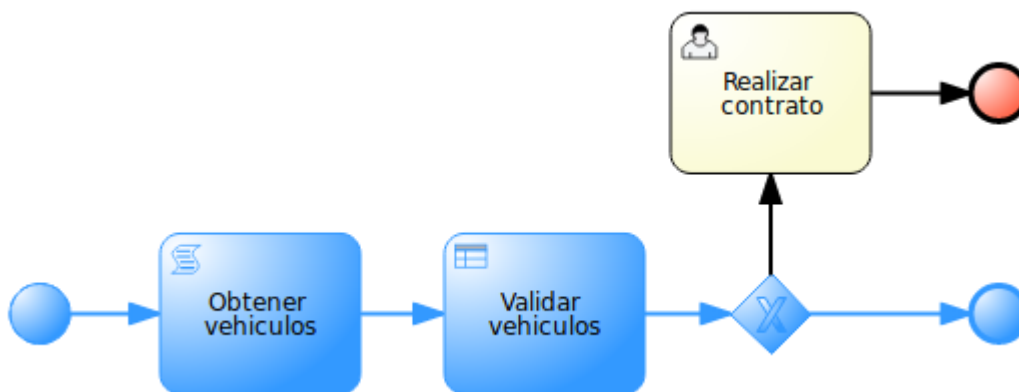 Realizar
contrato
Obtener
vehiculos
Validar
vehiculos
X